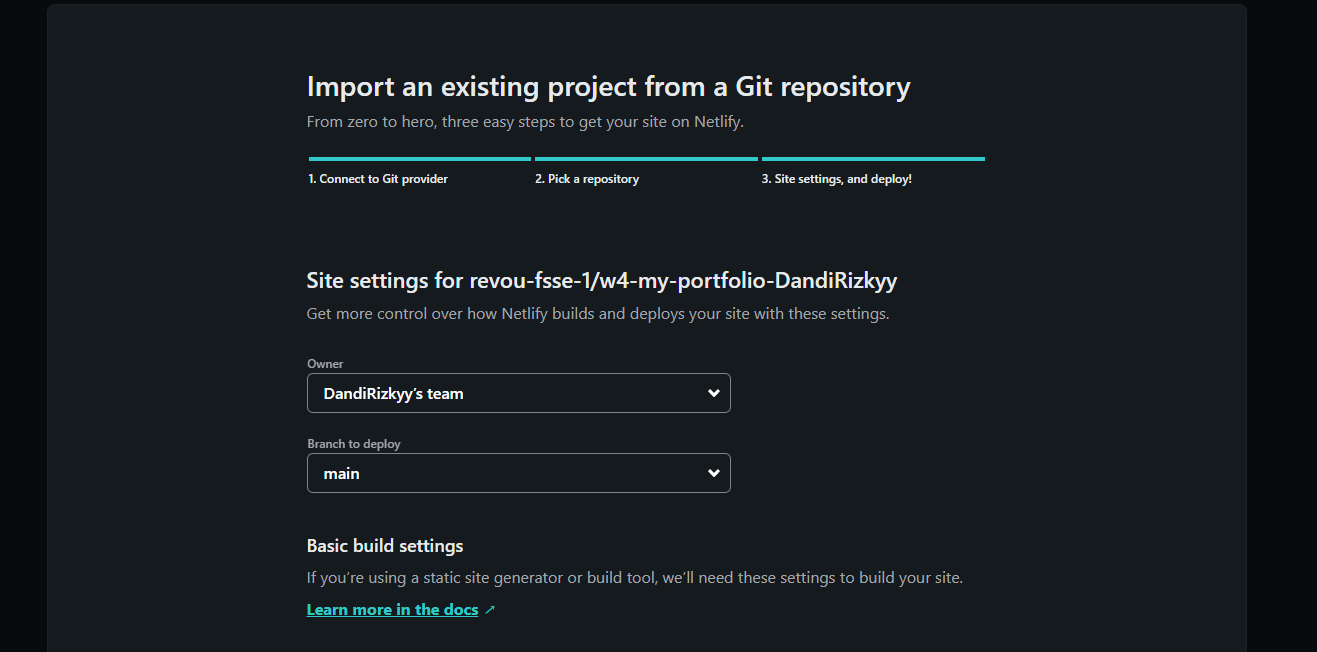 Import an existing project from a Git repository
From zero to hero, three easy steps to get your site on Netlify.
1. Connect to Git provider
2. Pick a repository
3. Site settings, and deploy!
Site settings for revou-fsse-1/w4-my-portfolio-DandiRizkyy
Get more control over how Netlify builds and deploys your site with these settings.
Owner
DandiRizkyy’s team
Branch to deploy
main
Basic build settings
If you’re using a static site generator or build tool, we’ll need these settings to build your site.
Learn more in the docs ↗